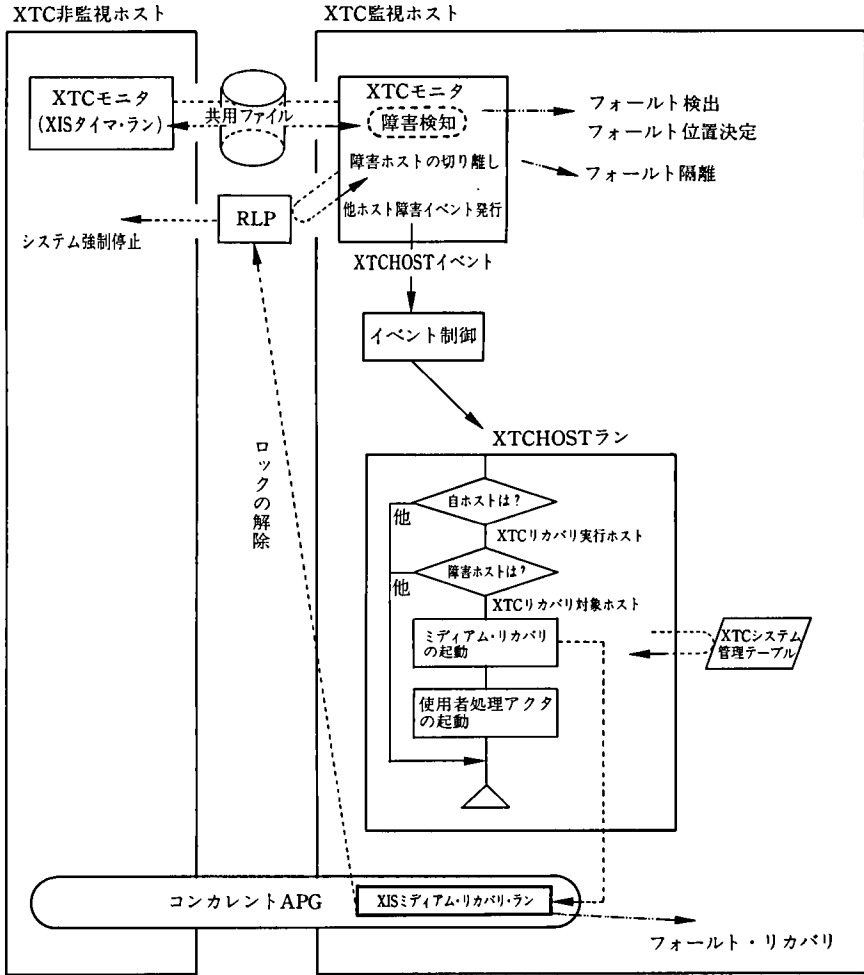 XTC非監視ホスト
XTC監視ホスト
XTCモニタ
(XISタイマ・ラン)
共用ファイル
XTCモニタ
障害検知
障害ホストの切り離し
他ホスト障害イベント発行
フォールト検出
フォールト位置決定
フォールト隔離
RLP
システム強制停止
XTCHOSTイベント
イベント制御
XTCHOSTラン
ロックの解除
自ホストは?
他
XTCリカバリ実行ホスト
障害ホストは?
他
XTCリカバリ対象ホスト
ミディアム・リカバリ
の起動
XTCシステム
管理テーブル
使用者処理アクタ
の起動
コンカレントAPG
XISミディアム・リカバリ・ラン
フォールト・リカバリ